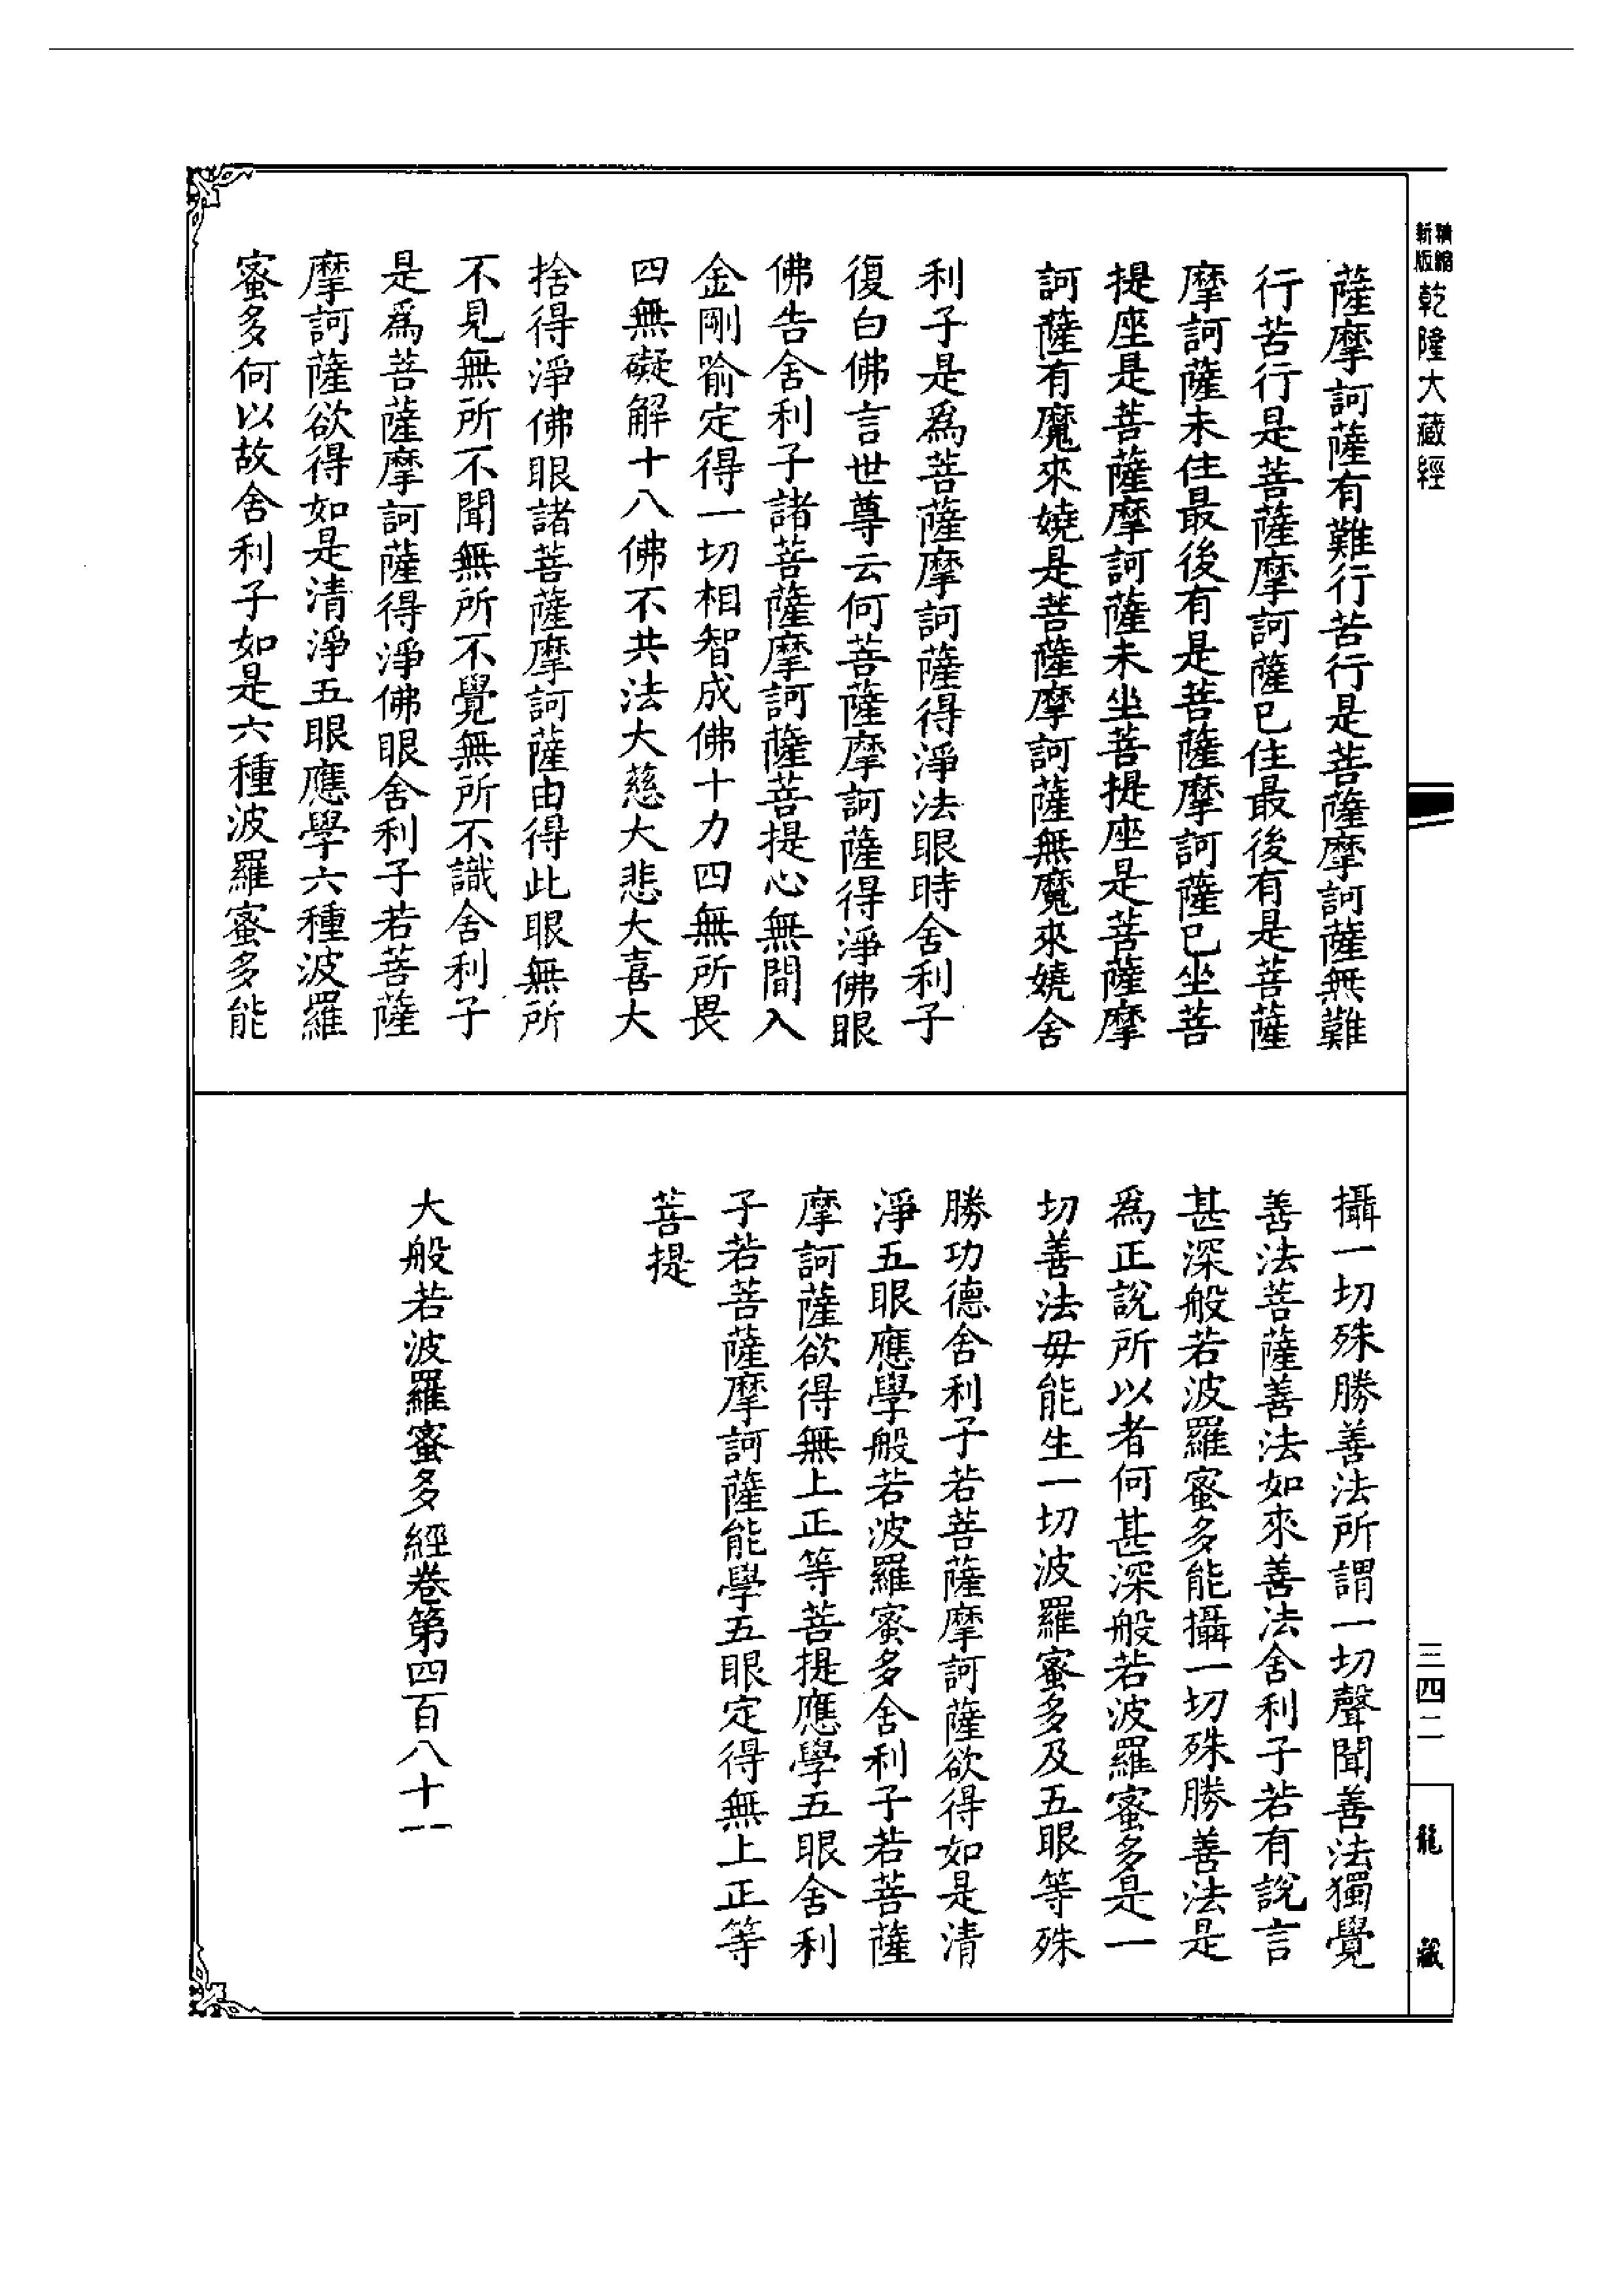 精縮新版乾隆大藏經
薩摩訶薩有難行苦行是菩薩摩訶薩無難
行苦行是菩薩摩訶薩已住最後有是菩薩
摩訶薩未住最後有是菩薩摩訶薩已坐菩
提座是菩薩摩訶薩未坐菩提座是菩薩摩
訶薩有魔來嬈是菩薩摩訶薩無魔來嬈舍
利子是爲菩薩摩訶薩得淨法眼時舍利子
復白佛言世尊云何菩薩摩訶薩得淨佛眼
佛告舍利子諸菩薩摩訶薩菩提心無間入
金剛喻定得一切相智成佛十力四無所畏
四無礙解十八佛不共法大慈大悲大喜大
捨得淨佛眼諸菩薩摩訶薩由得此眼無所
不見無所不聞無所不覺無所不識舍利子
是爲菩薩摩訶薩得淨佛眼舍利子若菩薩
摩訶薩欲得如是清淨五眼應學六種波羅
蜜多何以故舍利子如是六種波羅蜜多能
攝一切殊勝善法所謂一切聲聞善法獨覺
善法菩薩善法如來善法舍利子若有說言
甚深般若波羅蜜多能攝一切殊勝善法是
爲正說所以者何甚深般若波羅蜜多是一
切善法毋能生一切波羅蜜多及五眼等殊
勝功德舍利子若菩薩摩訶薩欲得如是清
淨五眼應學般若波羅蜜多舍利子若菩薩
摩訶薩欲得無上正等菩提應學五眼舍利
子若菩薩摩訶薩能學五眼定得無上正等
菩提
大般若波羅蜜多經卷第四百八十一
三四二
龍藏